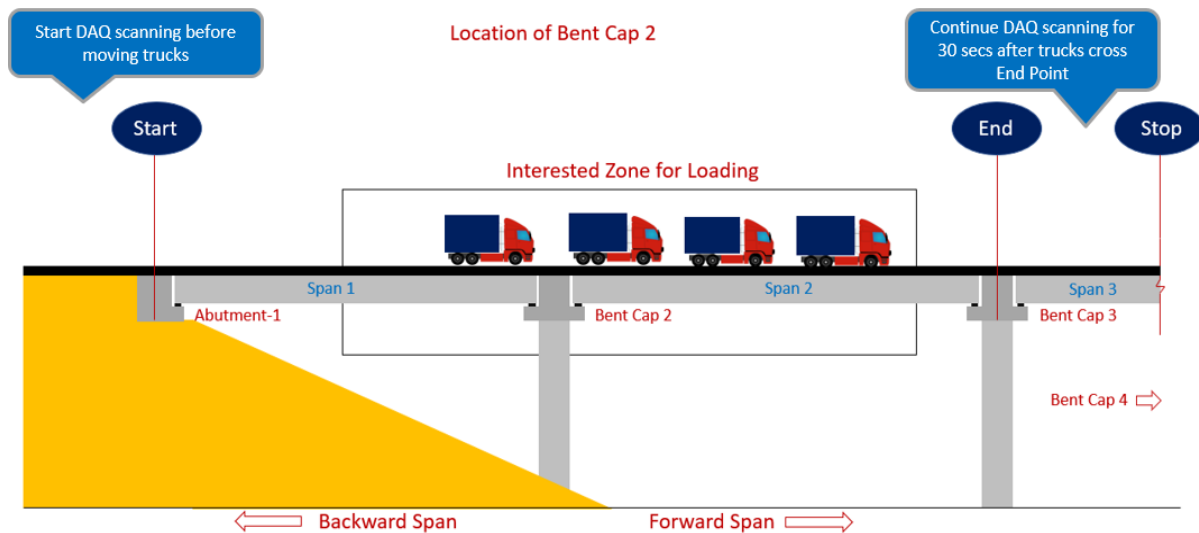 Start DAQ scanning before
moving trucks
Location of Bent Cap 2
Continue DAQ scanning for
30 secs after trucks cross
End Point
Start
End
Stop
Interested Zone for Loading
Span 1
Span 2
Span 3
Abutment-1
Bent Cap 2
Bent Cap 3
Bent Cap 4
Backward Span
Forward Span